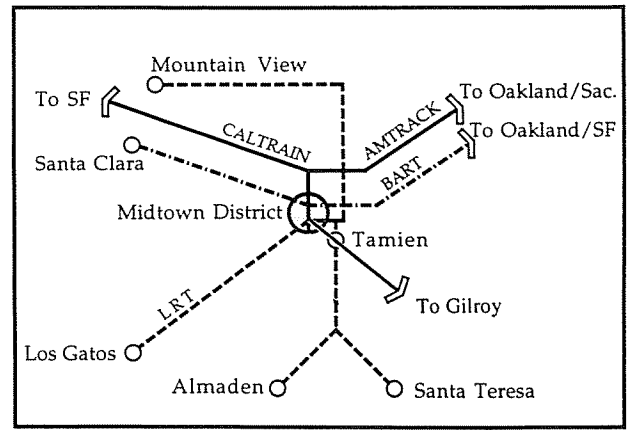 Mountain View
To SF
To Oakland/Sac.
CALTRAIN
AMTRACK
To Oakland/SF
Santa Clara
BART
Midtown District
Tamien
LRT
To Gilroy
Los Gatos
Almaden
Santa Teresa